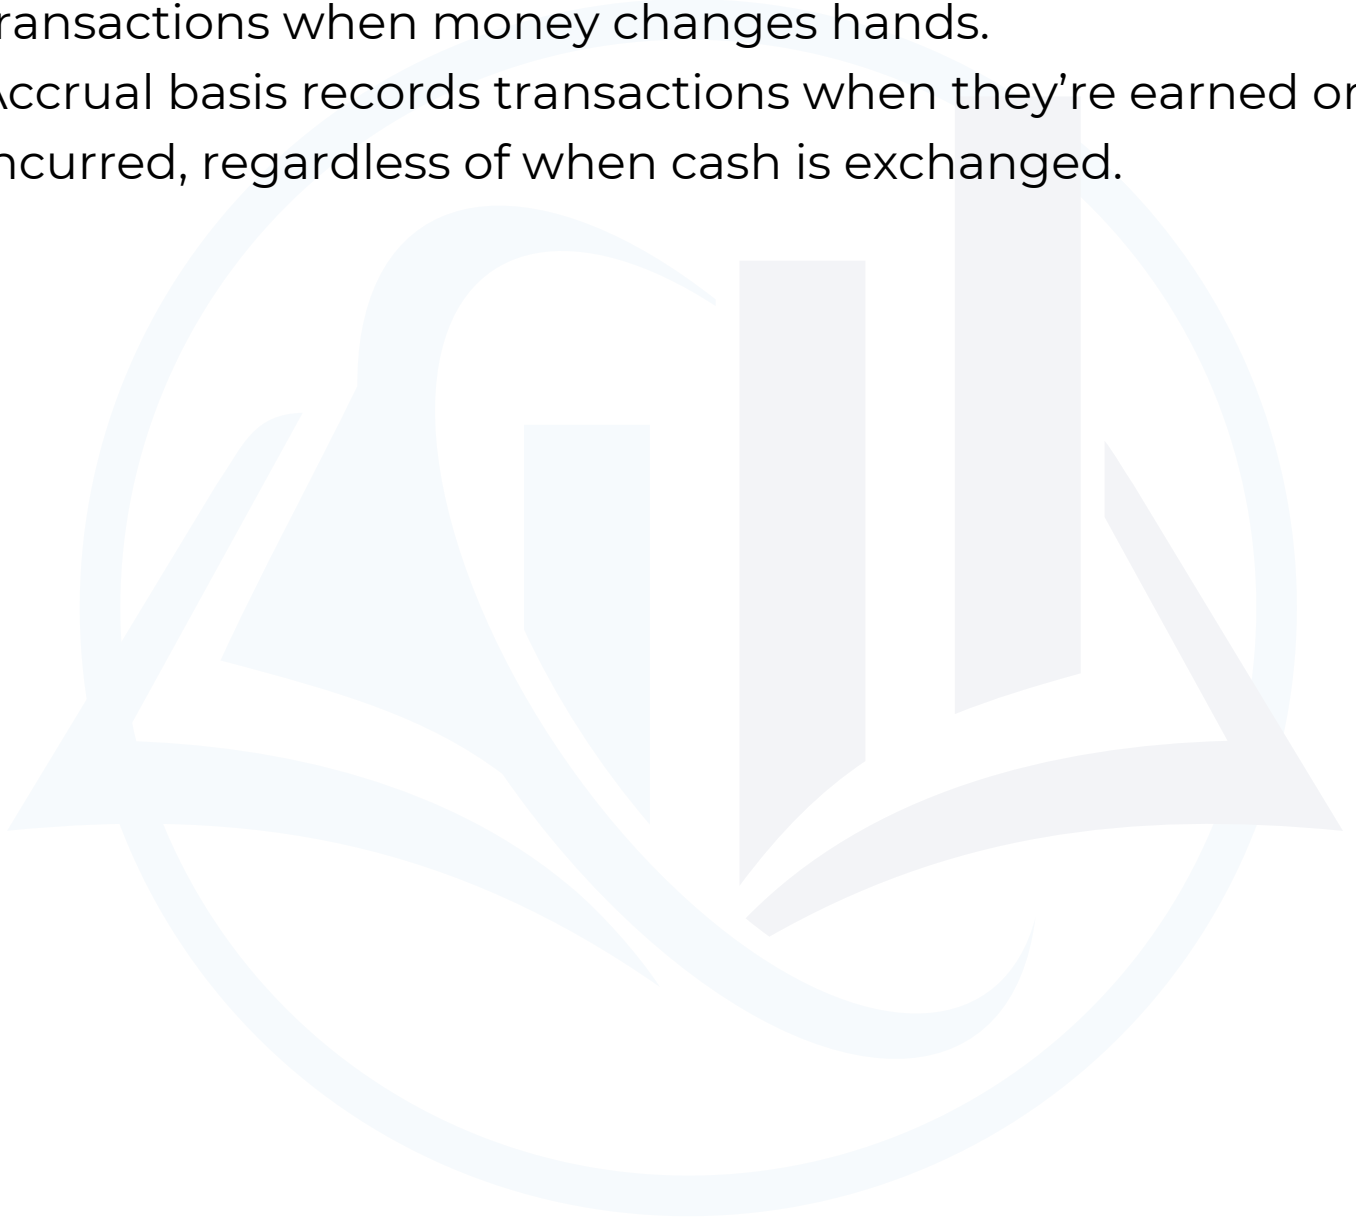 ransactions when money changes hands.
Accrual basis records transactions when they’re earned or
ncurred, regardless of when cash is exchanged.